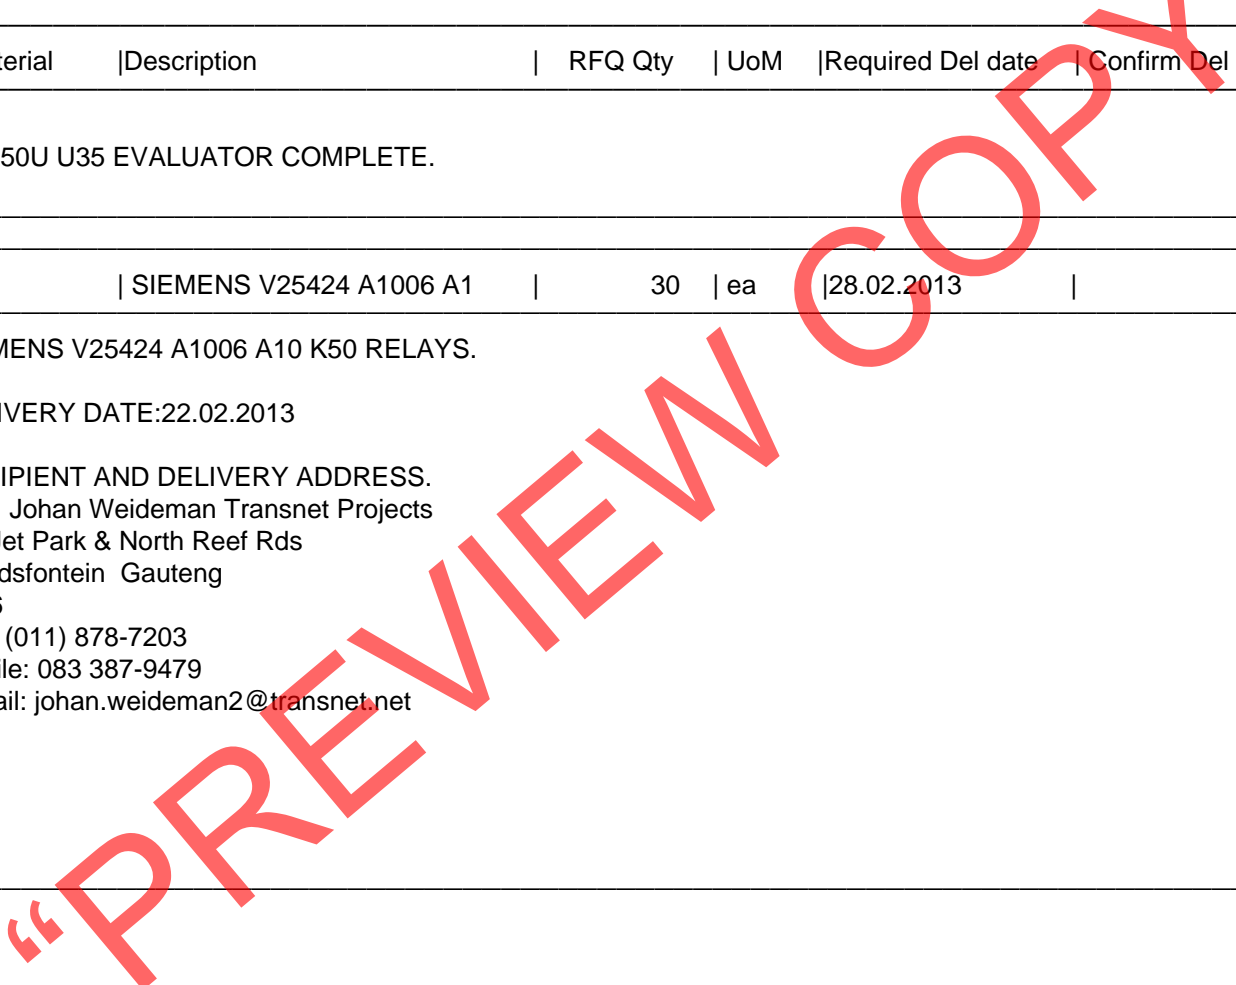 terial |Description | RFQ Qty | UoM |Required Del date | Confirm Del
50U U35 EVALUATOR COMPLETE.
| SIEMENS V25424 A1006 A1 | 30 | ea |28.02.2013 |
MENS V25424 A1006 A10 K50 RELAYS.
IVERY DATE:22.02.2013
IPIENT AND DELIVERY ADDRESS.
Johan Weideman Transnet Projects
Jet Park & North Reef Rds
dsfontein Gauteng
(011) 878-7203
ile: 083 387-9479
ail: johan.weideman2@transnet.net
“PREVIEW COPY